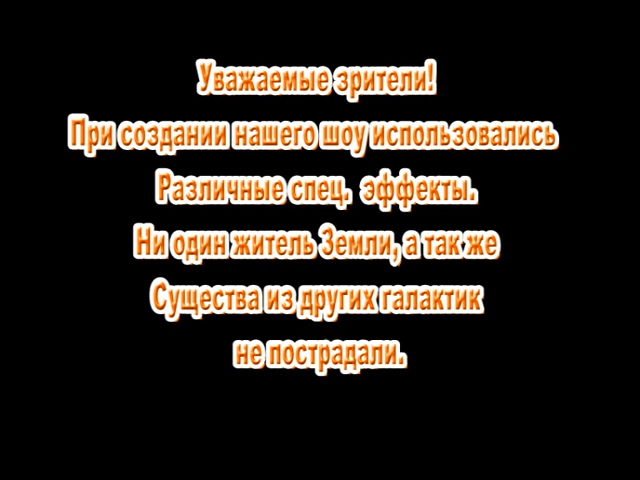 Уважаемые зрители!
При создании нашего шоу использовались
Различные спец. эффекты.
Ни один житель Земли, а так же
Существа из других галактик
не пострадали.